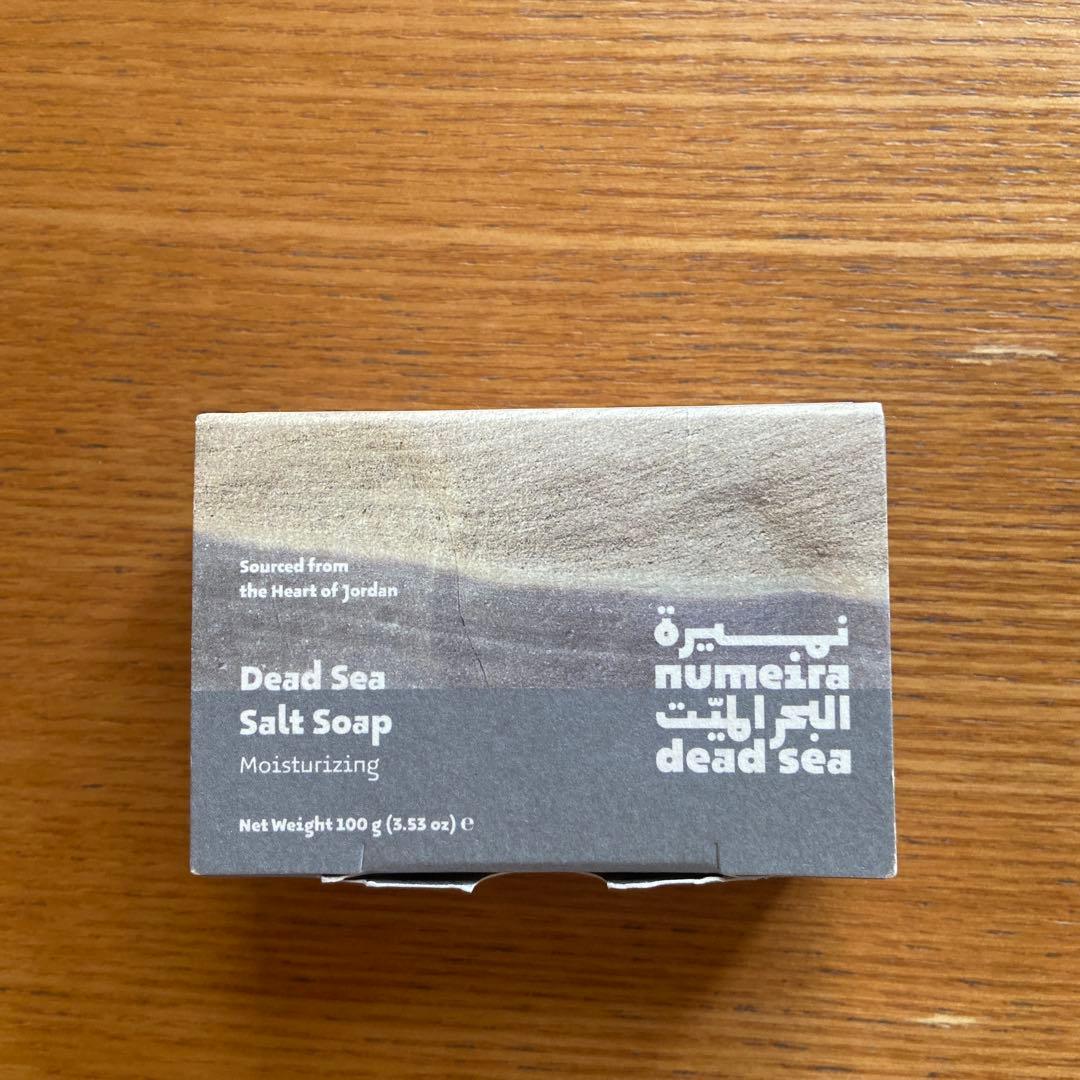 Sourced from
the Heart of Jordan
Dead Sea
Salt Soap
Moisturizing
Net Weight 100 g (3.53 oz) ℮
نميرة
numeira
البحر الميّت
dead sea